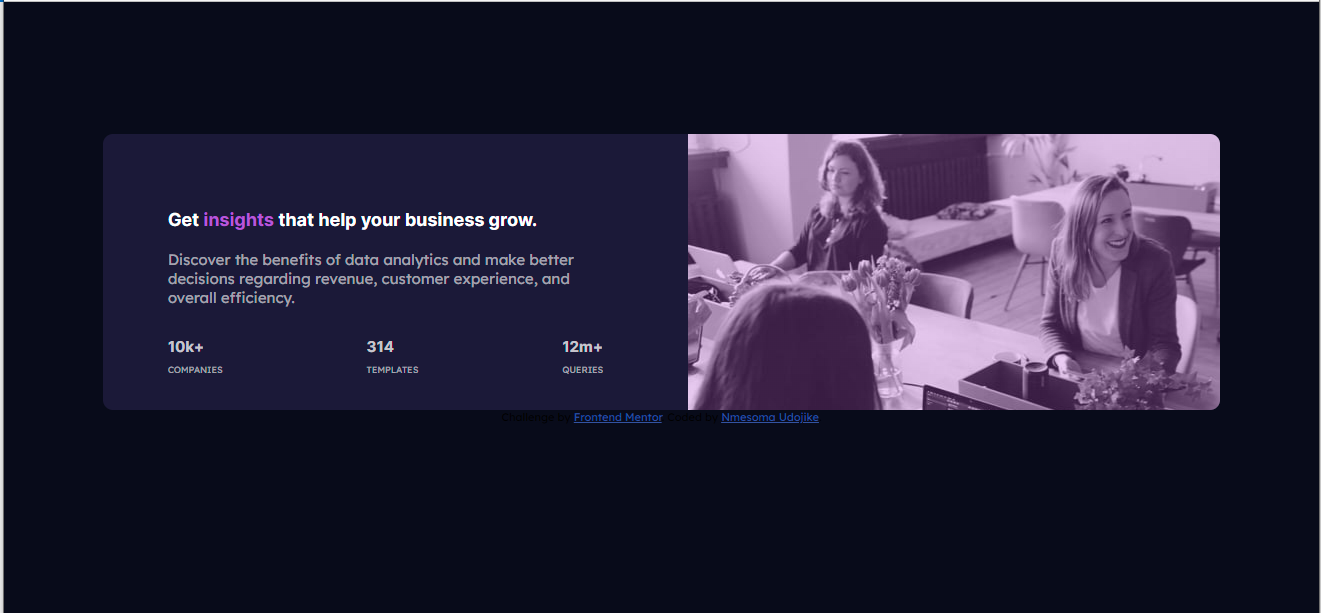 Get insights that help your business grow.
Discover the benefits of data analytics and make better
decisions regarding revenue, customer experience, and
overall efficiency.
10k+ 314 12m+
COMPANIES TEMPLATES QUERIES
Challenge by Frontend Mentor. Coded by Nmesoma Udojike